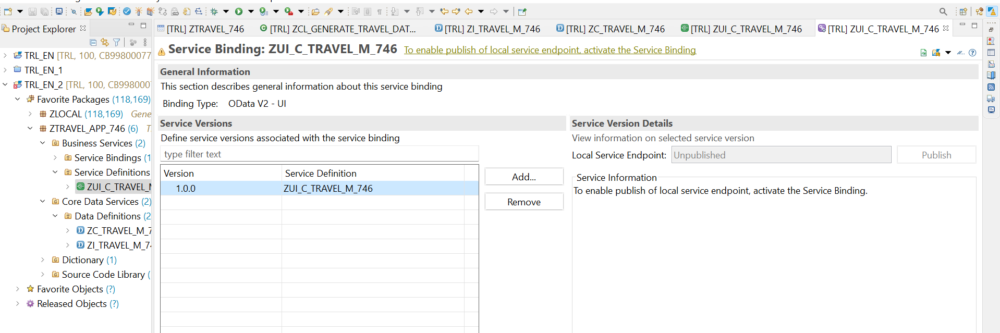 [TRL] ZTRAVEL_746
[TRL] ZCL_GENERATE_TRAVEL_DAT...
[TRL] ZI_TRAVEL_M_746
[TRL] ZC_TRAVEL_M_746
[TRL] ZUI_C_TRAVEL_M_746
[TRL] ZUI_C_TRAVEL_M_746
Project Explorer
TRL_EN [TRL, 100, CB99800077
TRL_EN_1
TRL_EN_2 [TRL, 100, CB998000
Favorite Packages (118,169)
ZLOCAL (118,169) Gene
ZTRAVEL_APP_746 (6)
Business Services (2)
Service Bindings (1
Service Definitions
ZUI_C_TRAVEL_
Core Data Services (2)
Data Definitions (2
ZC_TRAVEL_M_7
ZI_TRAVEL_M_74
Dictionary (1)
Source Code Library (
Favorite Objects (?)
Released Objects (?)
Service Binding: ZUI_C_TRAVEL_M_746
To enable publish of local service endpoint, activate the Service Binding
General Information
This section describes general information about this service binding
Binding Type: OData V2 - UI
Service Versions
Define service versions associated with the service binding
type filter text
Version Service Definition
1.0.0 ZUI_C_TRAVEL_M_746
Add...
Remove
Service Version Details
View information on selected service version
Local Service Endpoint: Unpublished Publish
Service Information
To enable publish of local service endpoint, activate the Service Binding.